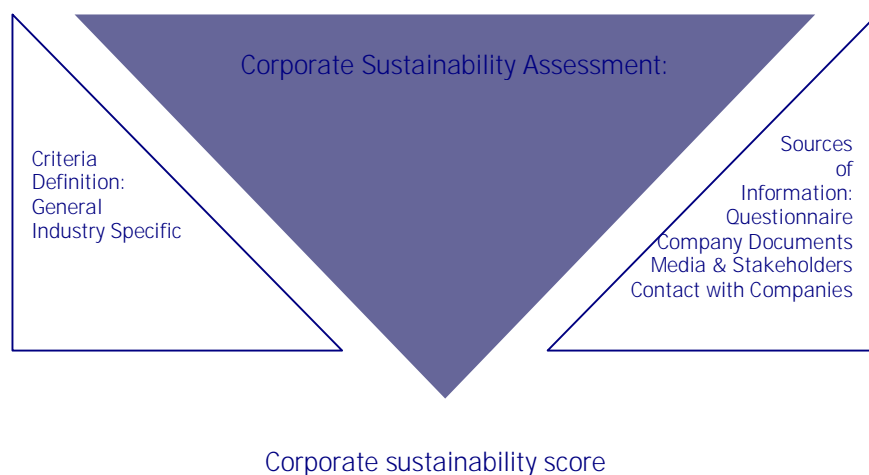 Corporate Sustainability Assessment:
Criteria
Definition:
General
Industry Specific
Sources
of
Information:
Questionnaire
Company Documents
Media & Stakeholders
Contact with Companies
Corporate sustainability score